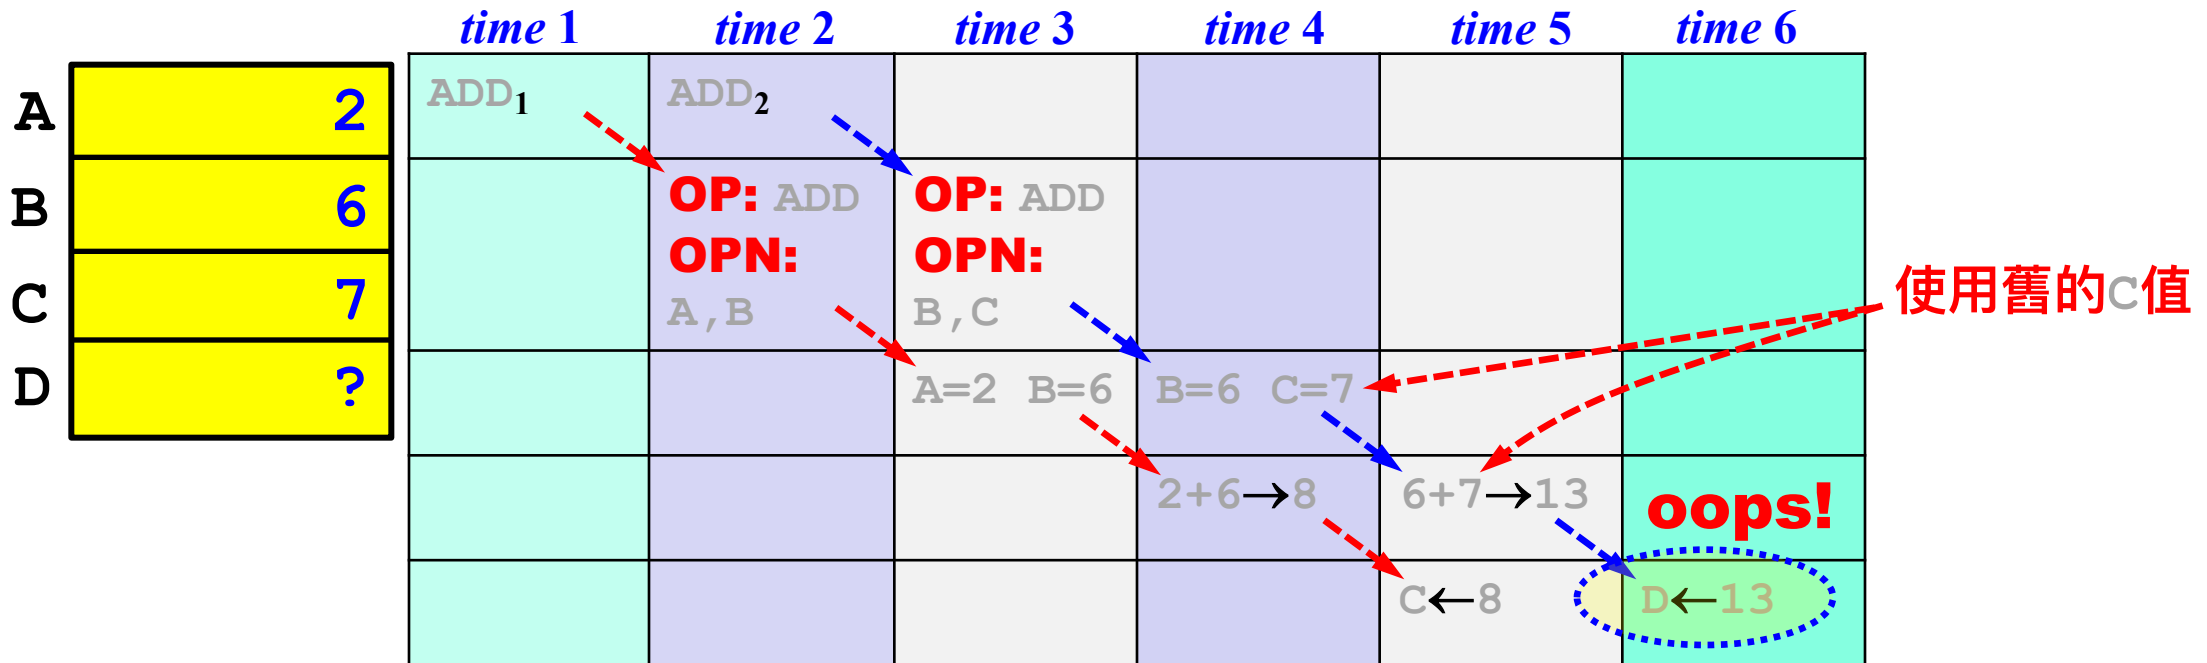 time 1 time 2 time 3 time 4 time 5 time 6
A 2
B 6
C 7
D ?
ADD1 ADD2
OP: ADD OP: ADD
OPN: OPN:
A,B B,C
使用舊的C值
A=2 B=6 B=6 C=7
2+6→8 6+7→13
oops!
C←8 D←13